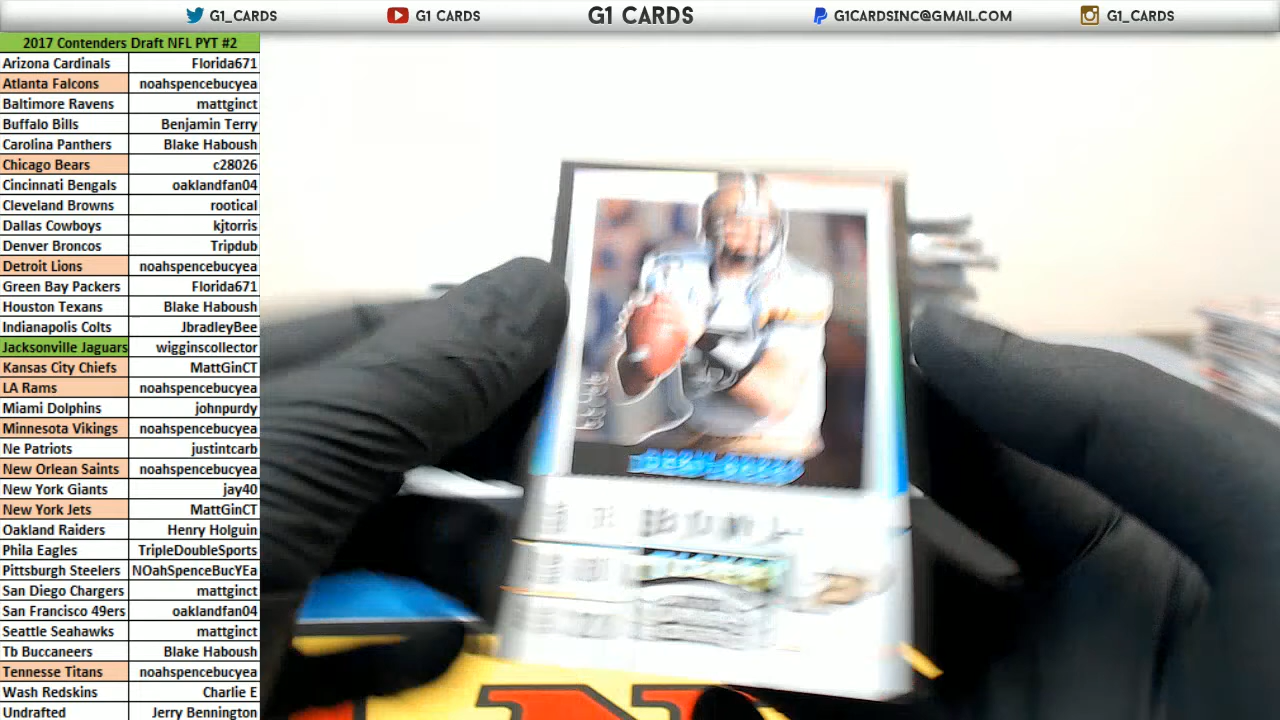 G1_CARDS G1 CARDS G1 CARDS G1CARDSINC@GMAIL.COM G1_CARDS
2017 Contenders Draft NFL PYT #2
Arizona Cardinals Florida671
Atlanta Falcons noahspencebucyea
Baltimore Ravens mattginct
Buffalo Bills Benjamin Terry
Carolina Panthers Blake Haboush
Chicago Bears c28026
Cincinnati Bengals oaklandfan04
Cleveland Browns rootical
Dallas Cowboys kjtorris
Denver Broncos Tripdub
Detroit Lions noahspencebucyea
Green Bay Packers Florida671
Houston Texans Blake Haboush
Indianapolis Colts JbradleyBee
Jacksonville Jaguars wigginscollector
Kansas City Chiefs MattGinCT
LA Rams noahspencebucyea
Miami Dolphins johnpurdy
Minnesota Vikings noahspencebucyea
Ne Patriots justintcarb
New Orlean Saints noahspencebucyea
New York Giants jay40
New York Jets MattGinCT
Oakland Raiders Henry Holguin
Phila Eagles TripleDoubleSports
Pittsburgh Steelers NOahSpenceBucYEa
San Diego Chargers mattginct
San Francisco 49ers oaklandfan04
Seattle Seahawks mattginct
Tb Buccaneers Blake Haboush
Tennesse Titans noahspencebucyea
Wash Redskins Charlie E
Undrafted Jerry Bennington